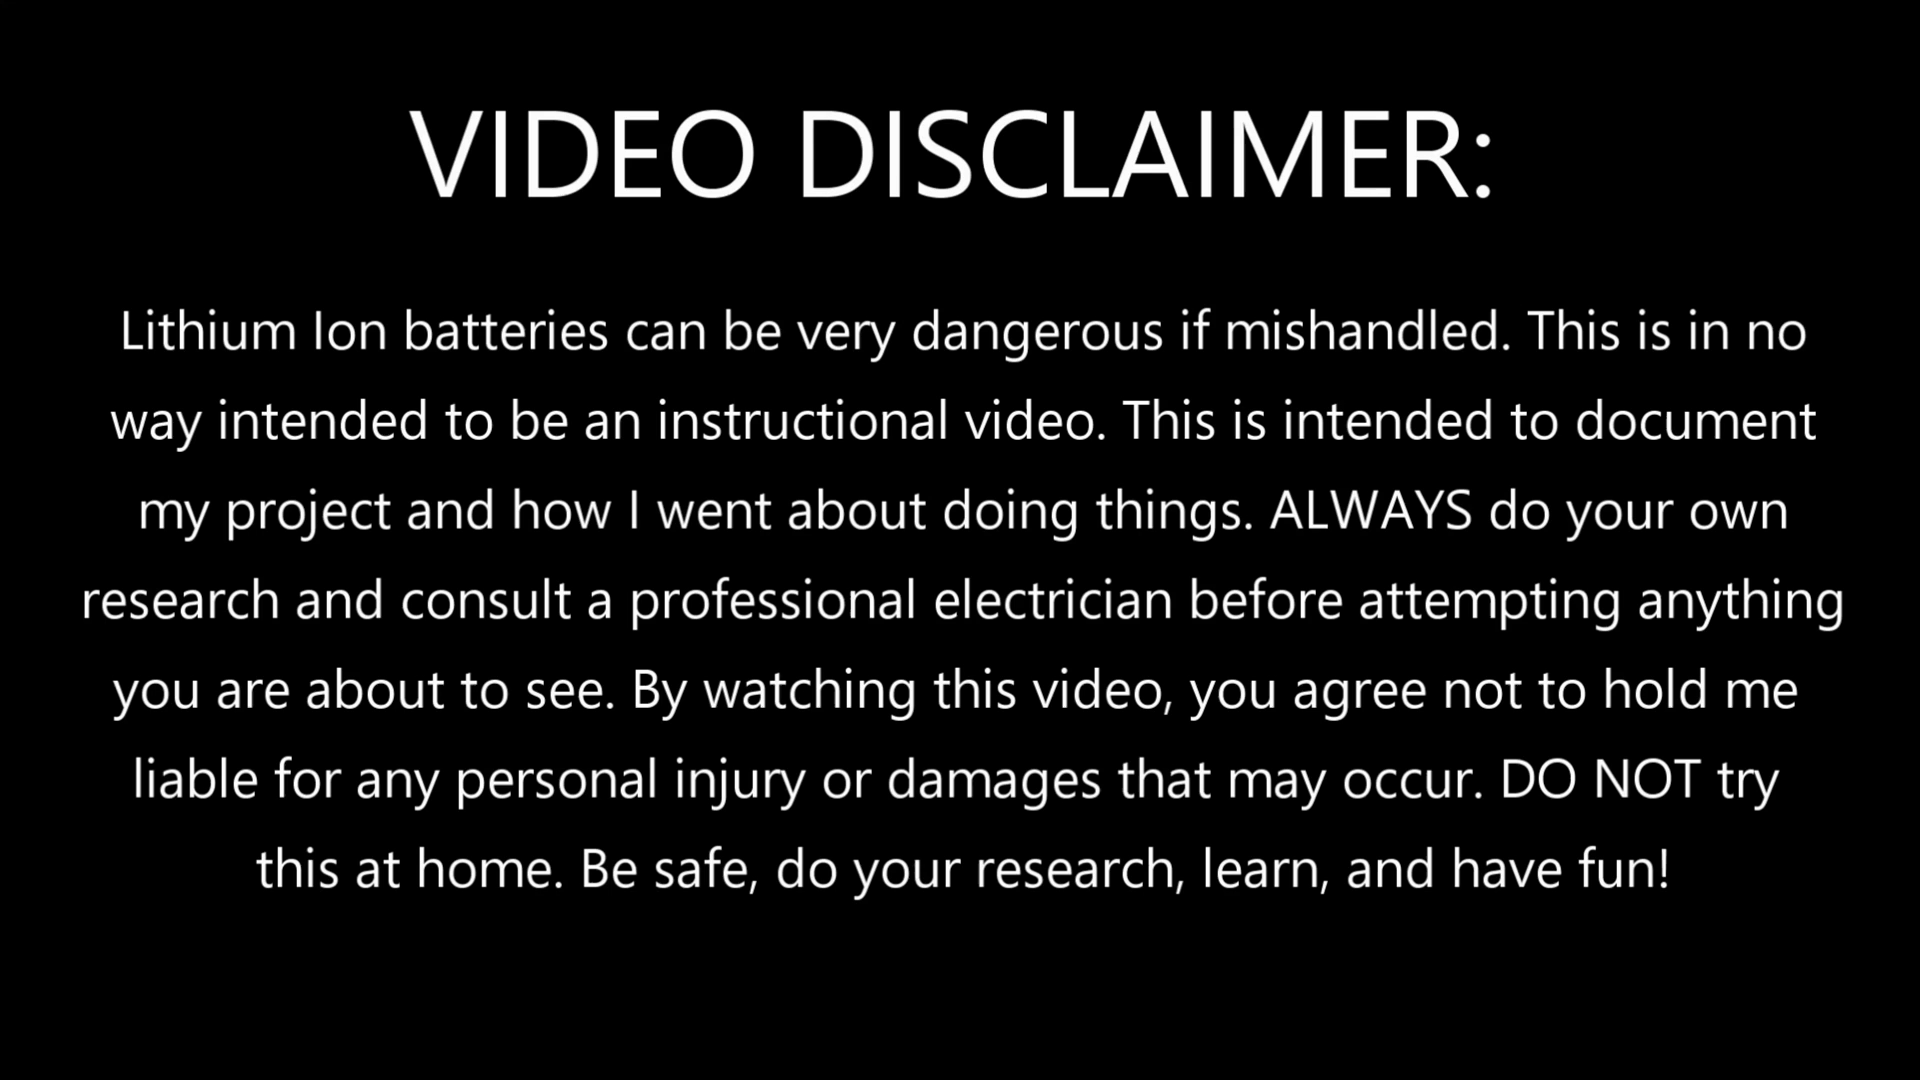 VIDEO DISCLAIMER:
Lithium Ion batteries can be very dangerous if mishandled. This is in no
way intended to be an instructional video. This is intended to document
my project and how I went about doing things. ALWAYS do your own
research and consult a professional electrician before attempting anything
you are about to see. By watching this video, you agree not to hold me
liable for any personal injury or damages that may occur. DO NOT try
this at home. Be safe, do your research, learn, and have fun!